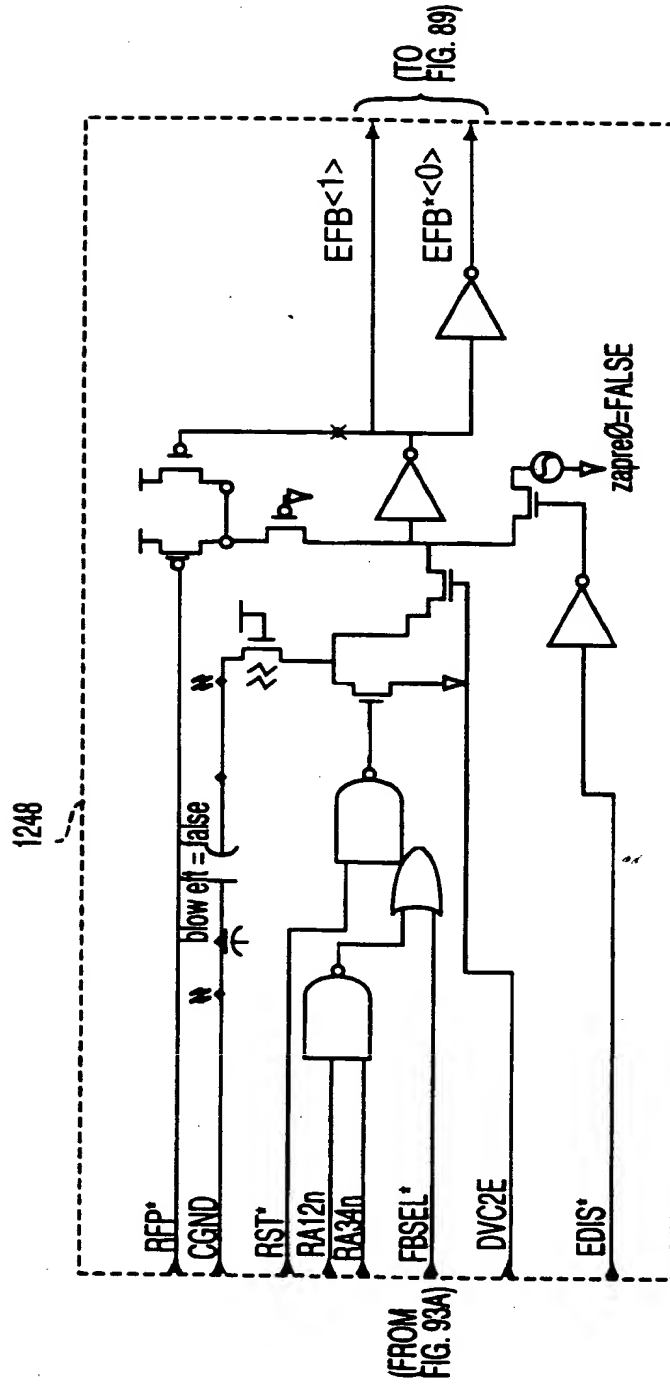 1248
RFP*
CGND
RST*
RA12n
RA34n
FBSEL*
DVC2E
EDIS*
(FROM
FIG. 93A)
blow eft = false
EFB<1>
EFB*<0>
(TO
FIG. 89)
zapreØ=FALSE